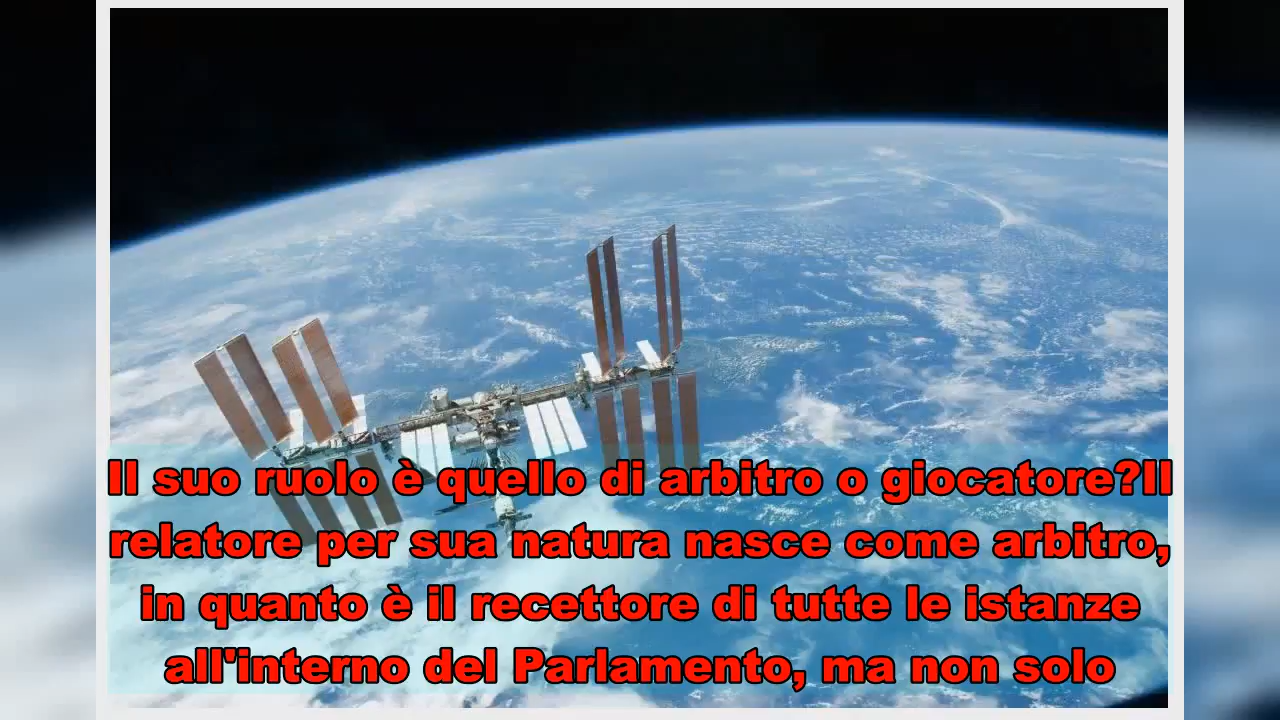 Il suo ruolo è quello di arbitro o giocatore?Il
relatore per sua natura nasce come arbitro,
in quanto è il recettore di tutte le istanze
all'interno del Parlamento, ma non solo